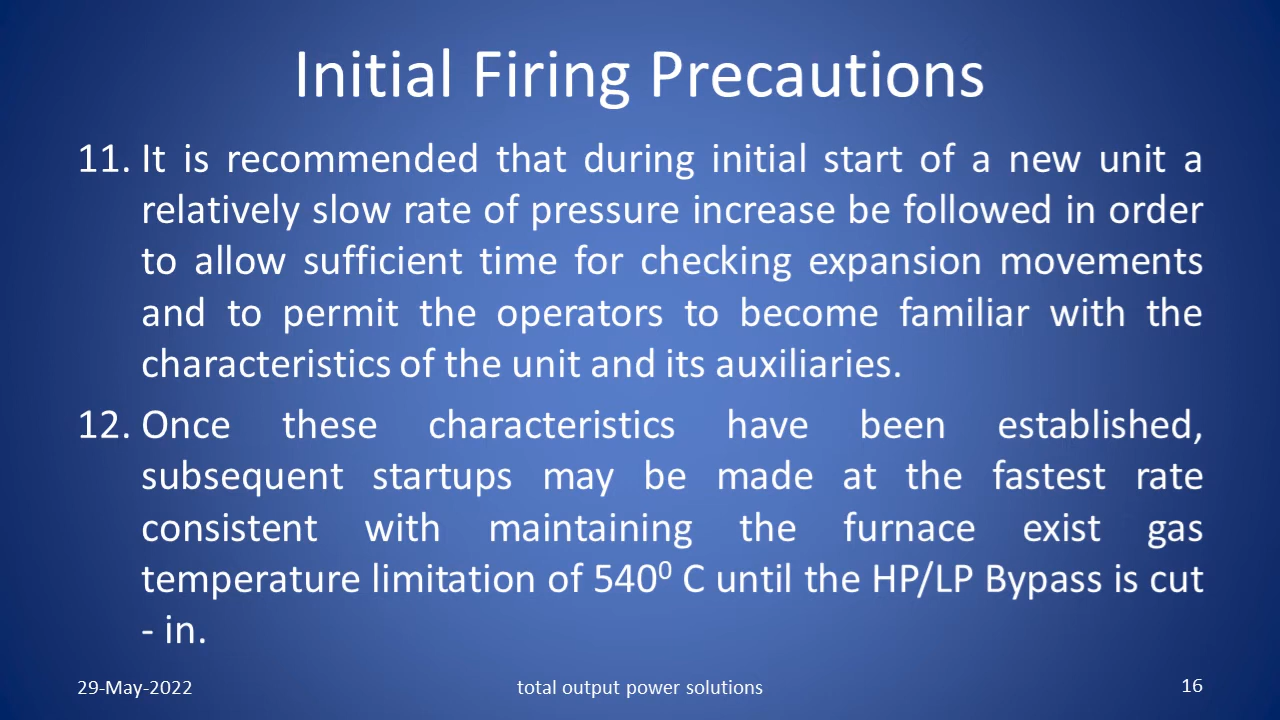 Initial Firing Precautions
11. It is recommended that during initial start of a new unit a
relatively slow rate of pressure increase be followed in order
to allow sufficient time for checking expansion movements
and to permit the operators to become familiar with the
characteristics of the unit and its auxiliaries.
12. Once these characteristics have been established,
subsequent startups may be made at the fastest rate
consistent with maintaining the furnace exist gas
temperature limitation of 540⁰ C until the HP/LP Bypass is cut
- in.
29-May-2022
total output power solutions
16